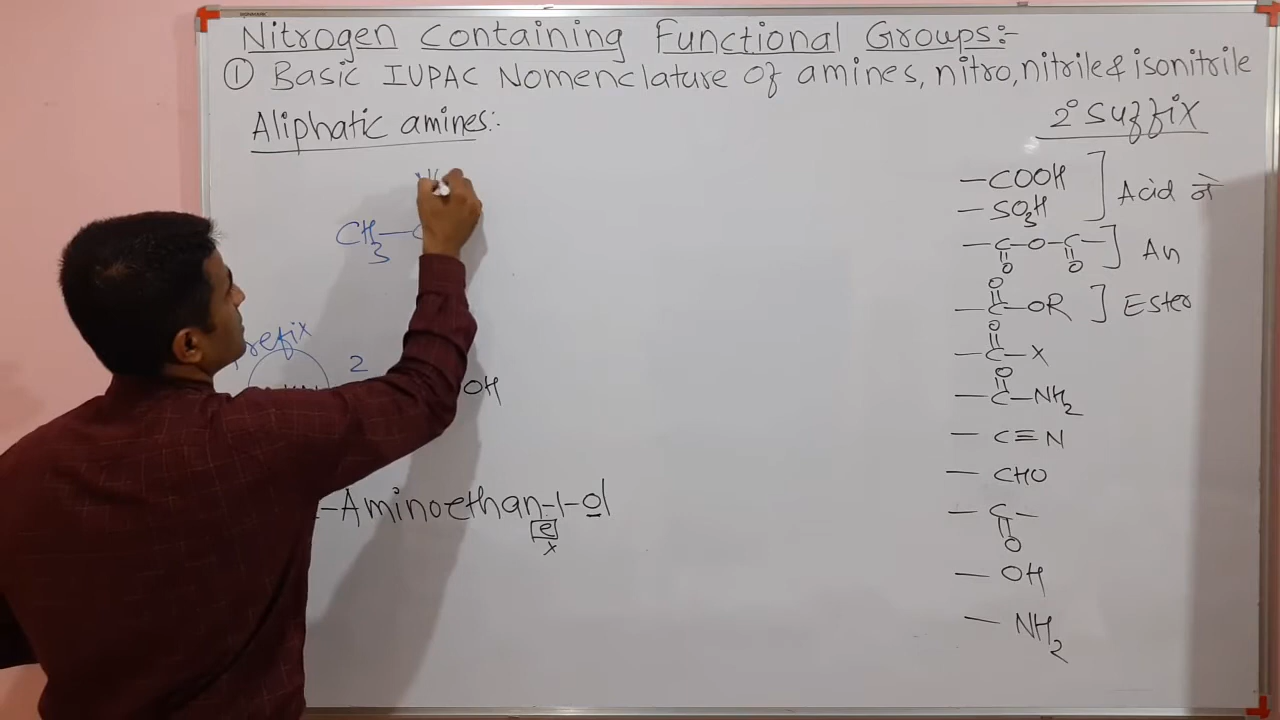 Nitrogen Containing Functional Groups:-
① Basic IUPAC Nomenclature of amines, nitro, nitrile & isonitrile
Aliphatic amines:
CH3—C
refix
2
OH
-Aminoethan-1-ol
e
x
2° Suffix
—COOH
—SO3H
] Acid
—C—O—C—
O O
] An
O
—C—OR
] Ester
O
—C—X
O
—C—NH2
—C≡N
—CHO
—C—
O
—OH
—NH2